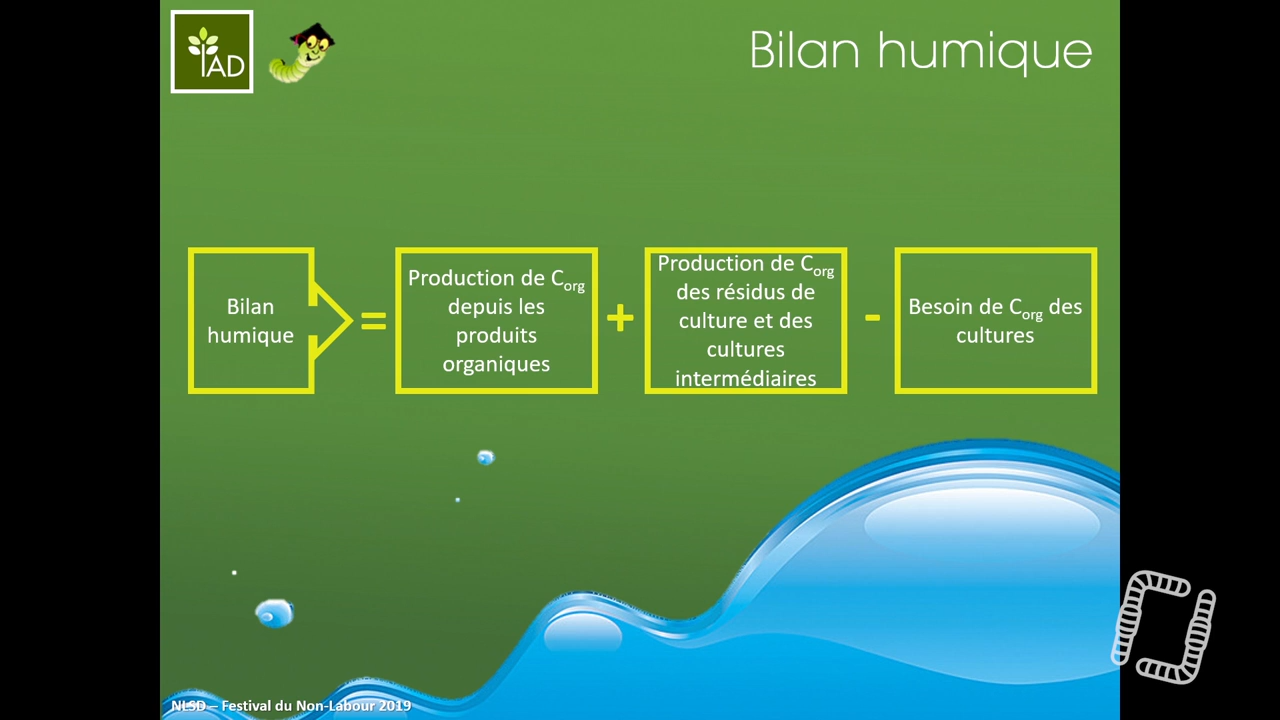 IAD
Bilan humique
Bilan
humique
=
Production de Corg
depuis les
produits
organiques
+
Production de Corg
des résidus de
culture et des
cultures
intermédiaires
-
Besoin de Corg des
cultures
NLSD – Festival du Non-Labour 2019